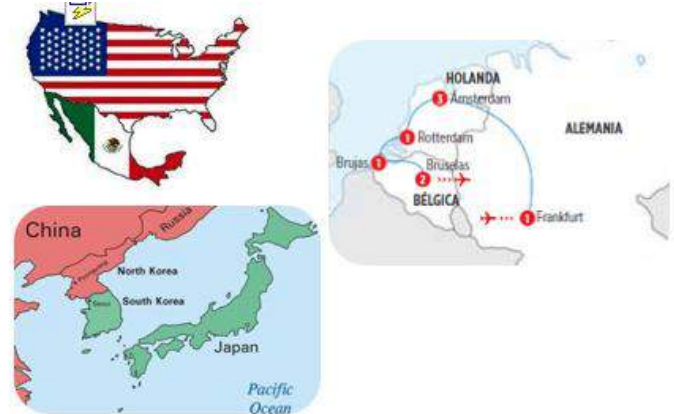 HOLANDA
3 Ámsterdam
1 Rotterdam
ALEMANIA
Brujas 1
Bruselas
2
BÉLGICA
1 Frankfurt
China
Russia
Pyongyang
North Korea
Seoul
South Korea
Japan
Pacific
Ocean